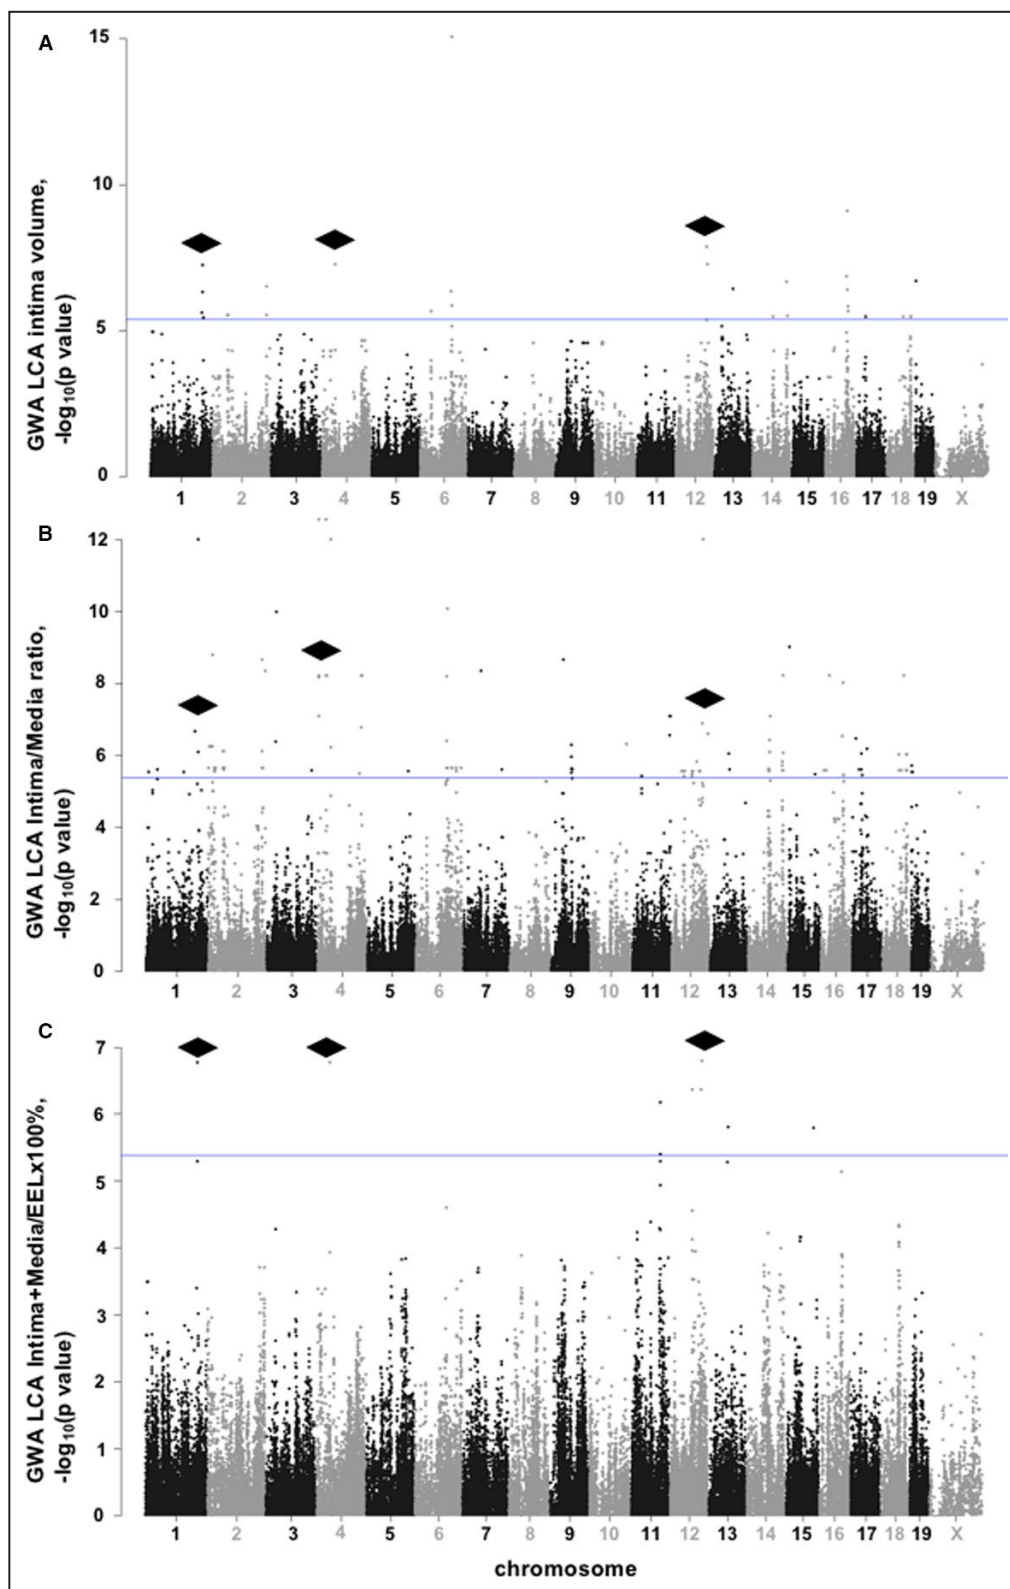 A
GWA LCA intima volume,
-log10(p value)
15
10
5
0
1 2 3 4 5 6 7 8 9 10 11 12 13 14 15 16 17 18 19 X
B
GWA LCA Intima/Media ratio,
-log10(p value)
12
10
8
6
4
2
0
1 2 3 4 5 6 7 8 9 10 11 12 13 14 15 16 17 18 19 X
C
GWA LCA Intima+Media/EELx100%,
-log10(p value)
7
6
5
4
3
2
1
0
1 2 3 4 5 6 7 8 9 10 11 12 13 14 15 16 17 18 19 X
chromosome